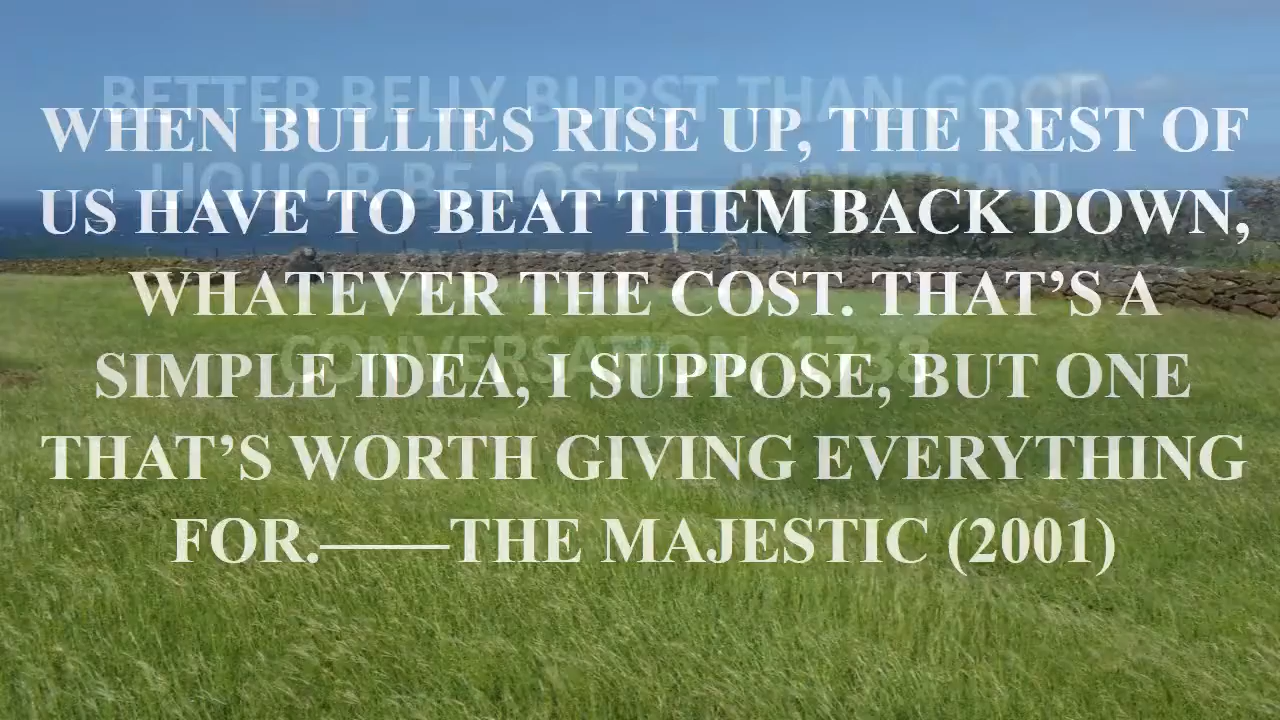 BETTER BELLY BURST THAN GOOD
WHEN BULLIES RISE UP, THE REST OF
LIQUOR BE LOST.——JONATHAN
US HAVE TO BEAT THEM BACK DOWN,
WHATEVER THE COST. THAT’S A
CONVERSATION, 1738
SIMPLE IDEA, I SUPPOSE, BUT ONE
THAT’S WORTH GIVING EVERYTHING
FOR.——THE MAJESTIC (2001)